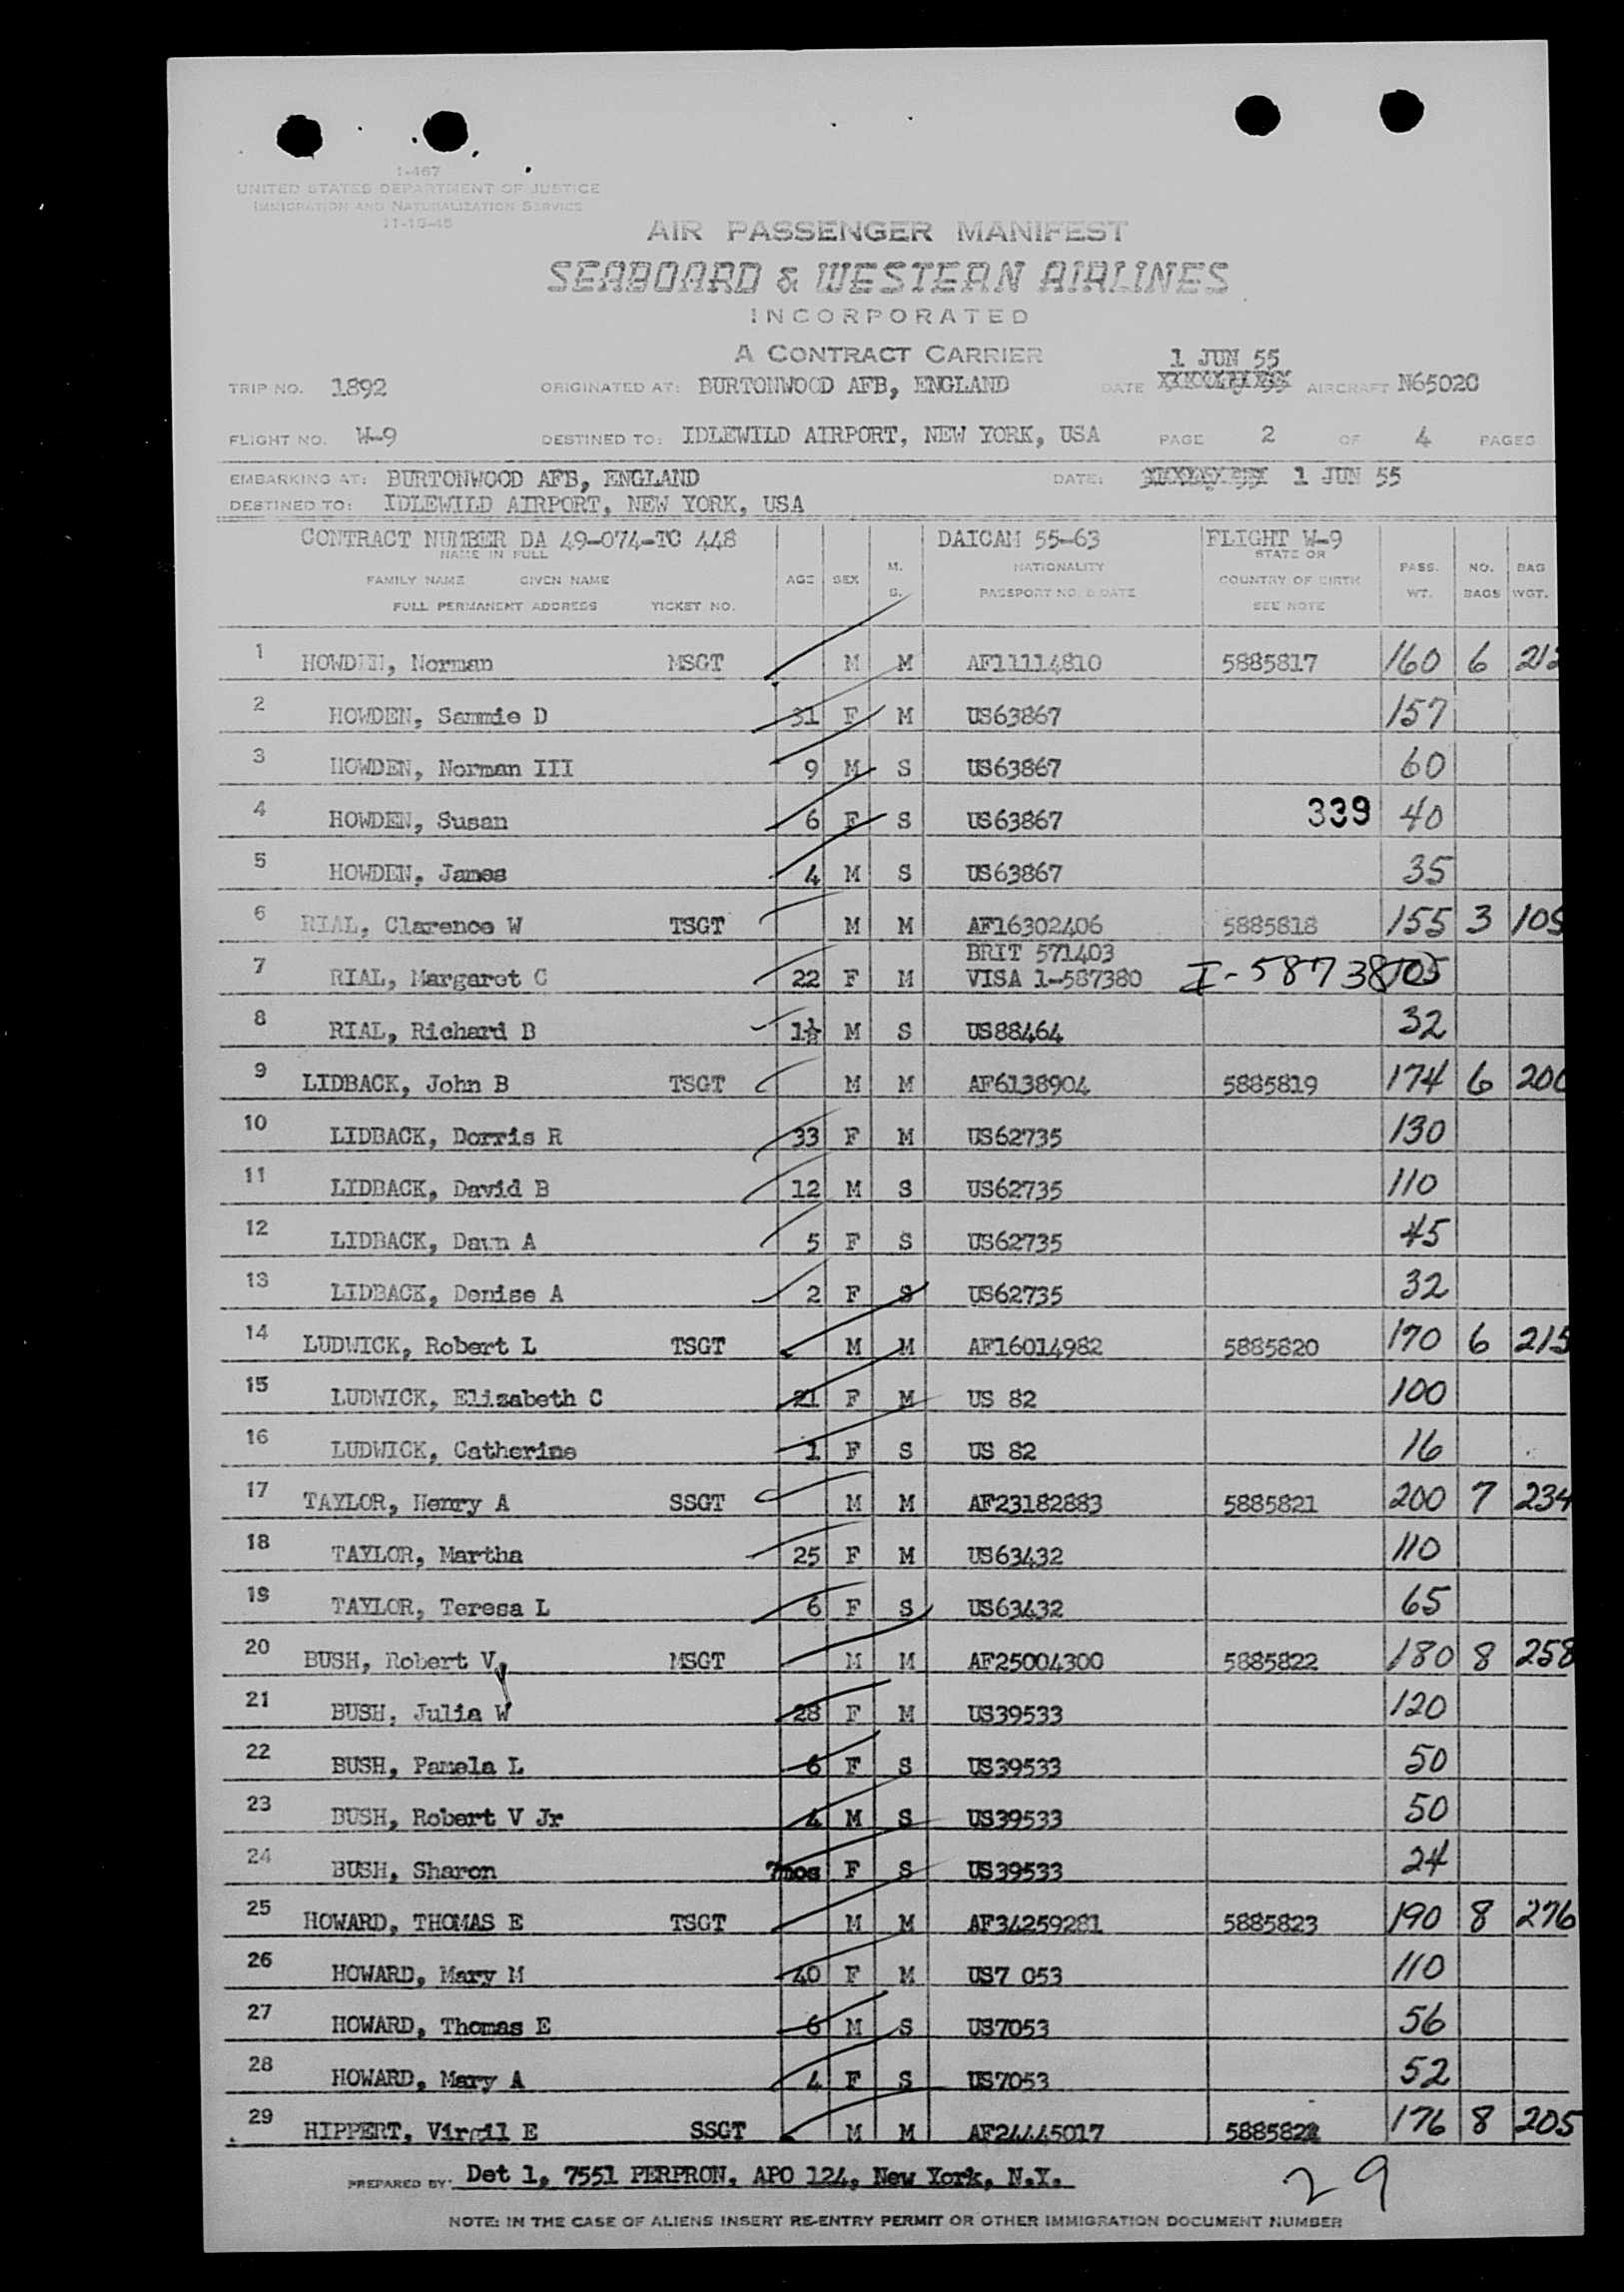 I-467
UNITED STATES DEPARTMENT OF JUSTICE
IMMIGRATION AND NATURALIZATION SERVICE
11-15-45
AIR PASSENGER MANIFEST
SEABOARD & WESTERN AIRLINES
INCORPORATED
A CONTRACT CARRIER
1 JUN 55
TRIP NO. 1892 ORIGINATED AT: BURTONWOOD AFB, ENGLAND DATE AIRCRAFT N6502C
FLIGHT NO. W-9 DESTINED TO: IDLEWILD AIRPORT, NEW YORK, USA PAGE 2 OF 4 PAGES
EMBARKING AT: BURTONWOOD AFB, ENGLAND DATE: 1 JUN 55
DESTINED TO: IDLEWILD AIRPORT, NEW YORK, USA
CONTRACT NUMBER DA 49-074-TC 448 DAICAM 55-63 FLIGHT W-9
NAME IN FULL STATE OR
FAMILY NAME GIVEN NAME AGE SEX M. NATIONALITY COUNTRY OF BIRTH PASS. NO. BAG
FULL PERMANENT ADDRESS TICKET NO. S. PASSPORT NO. & DATE SEE NOTE WT. BAGS WGT.
1 HOWDEN, Norman MSGT M M AF11114810 5885817 160 6 212
2 HOWDEN, Sammie D 31 F M US63867 157
3 HOWDEN, Norman III 9 M S US63867 60
4 HOWDEN, Susan 6 F S US63867 339 40
5 HOWDEN, James 4 M S US63867 35
6 RIAL, Clarence W TSGT M M AF16302406 5885818 155 3 109
BRIT 571403
7 RIAL, Margaret C 22 F M VISA 1-587380 I-587380 105
8 RIAL, Richard B 1½ M S US88464 32
9 LIDBACK, John B TSGT M M AF6138904 5885819 174 6 200
10 LIDBACK, Dorris R 33 F M US62735 130
11 LIDBACK, David B 12 M S US62735 110
12 LIDBACK, Dawn A 5 F S US62735 45
13 LIDBACK, Denise A 2 F S US62735 32
14 LUDWICK, Robert L TSGT M M AF16014982 5885820 170 6 215
15 LUDWICK, Elizabeth C 21 F M US 82 100
16 LUDWICK, Catherine 1 F S US 82 16
17 TAYLOR, Henry A SSGT M M AF23182883 5885821 200 7 234
18 TAYLOR, Martha 25 F M US63432 110
19 TAYLOR, Teresa L 6 F S US63432 65
20 BUSH, Robert V, MSGT M M AF25004300 5885822 180 8 258
21 BUSH, Julia W 28 F M US39533 120
22 BUSH, Pamela L 6 F S US39533 50
23 BUSH, Robert V Jr 4 M S US39533 50
24 BUSH, Sharon 7mos F S US39533 24
25 HOWARD, THOMAS E TSGT M M AF34259281 5885823 190 8 276
26 HOWARD, Mary M 40 F M US7 053 110
27 HOWARD, Thomas E 6 M S US7053 56
28 HOWARD, Mary A 4 F S US7053 52
29 HIPPERT, Virgil E SSGT M M AF24445017 176 8 205
PREPARED BY: Det 1, 7551 PERPRON, APO 124, New York, N.Y. 29
NOTE: IN THE CASE OF ALIENS INSERT RE-ENTRY PERMIT OR OTHER IMMIGRATION DOCUMENT NUMBER